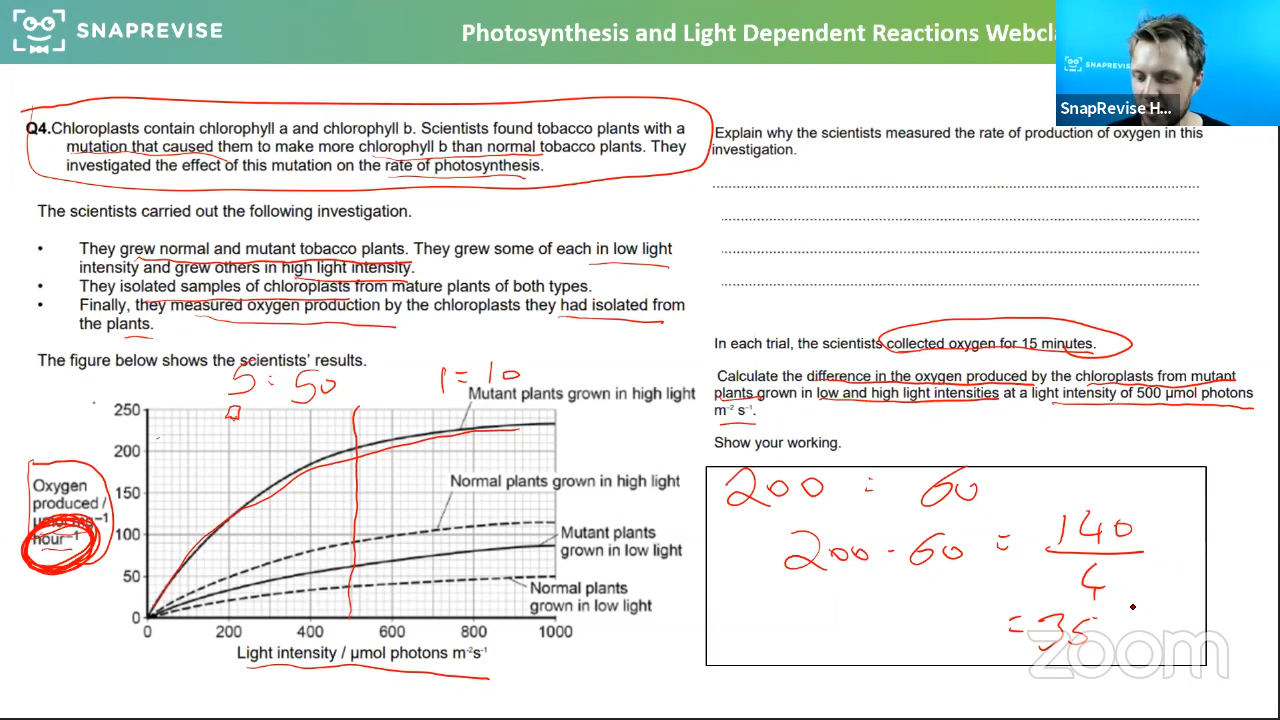 SNAPREVISE
Photosynthesis and Light Dependent Reactions Webcla
SNAPREVISE
SnapRevise H...
Q4.Chloroplasts contain chlorophyll a and chlorophyll b. Scientists found tobacco plants with a
mutation that caused them to make more chlorophyll b than normal tobacco plants. They
investigated the effect of this mutation on the rate of photosynthesis.
The scientists carried out the following investigation.
• They grew normal and mutant tobacco plants. They grew some of each in low light
intensity and grew others in high light intensity.
• They isolated samples of chloroplasts from mature plants of both types.
• Finally, they measured oxygen production by the chloroplasts they had isolated from
the plants.
The figure below shows the scientists' results.
5 : 50
1 = 10
Mutant plants grown in high light
250
200
150
100
50
0
Oxygen
produced /
µmol mg⁻¹
hour⁻¹
Normal plants grown in high light
Mutant plants
grown in low light
Normal plants
grown in low light
0 200 400 600 800 1000
Light intensity / µmol photons m⁻²s⁻¹
Explain why the scientists measured the rate of production of oxygen in this
investigation.
In each trial, the scientists collected oxygen for 15 minutes.
Calculate the difference in the oxygen produced by the chloroplasts from mutant
plants grown in low and high light intensities at a light intensity of 500 µmol photons
m⁻² s⁻¹.
Show your working.
200 : 60
200 - 60 = 140
4
= 35
zoom